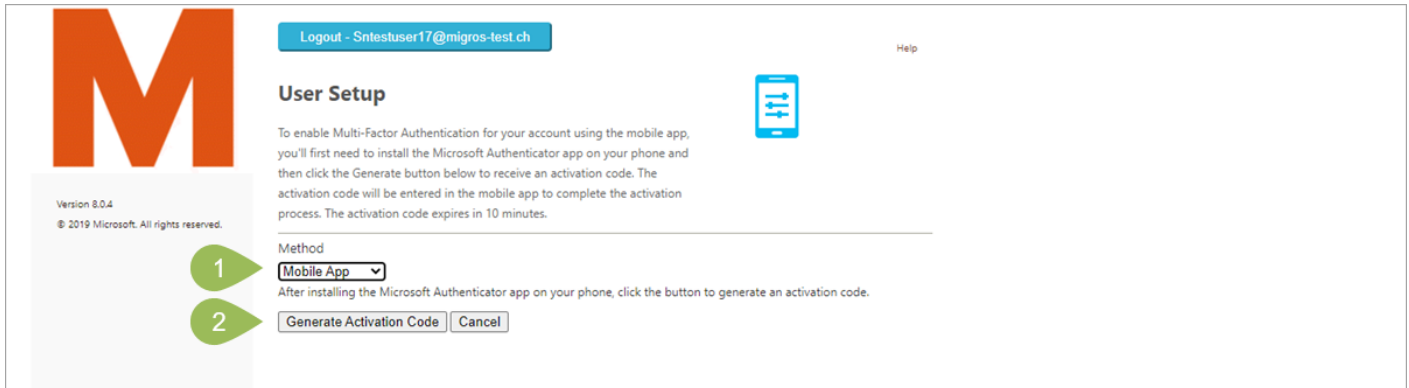 M
Logout - Sntestuser17@migros-test.ch
Help
User Setup
To enable Multi-Factor Authentication for your account using the mobile app,
you'll first need to install the Microsoft Authenticator app on your phone and
then click the Generate button below to receive an activation code. The
activation code will be entered in the mobile app to complete the activation
process. The activation code expires in 10 minutes.
Version 8.0.4
© 2019 Microsoft. All rights reserved.
Method
1
Mobile App
After installing the Microsoft Authenticator app on your phone, click the button to generate an activation code.
2
Generate Activation Code Cancel